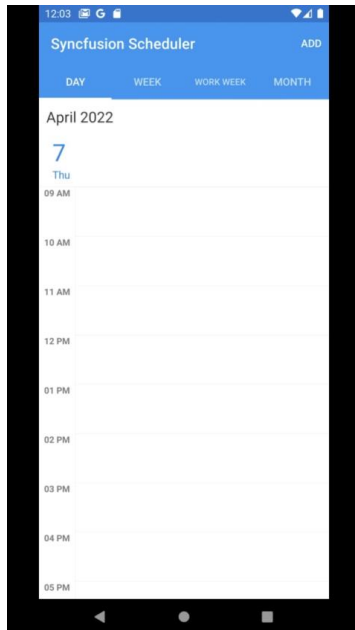 12:03 G
Syncfusion Scheduler ADD
DAY WEEK WORK WEEK MONTH
April 2022
7
Thu
09 AM
10 AM
11 AM
12 PM
01 PM
02 PM
03 PM
04 PM
05 PM